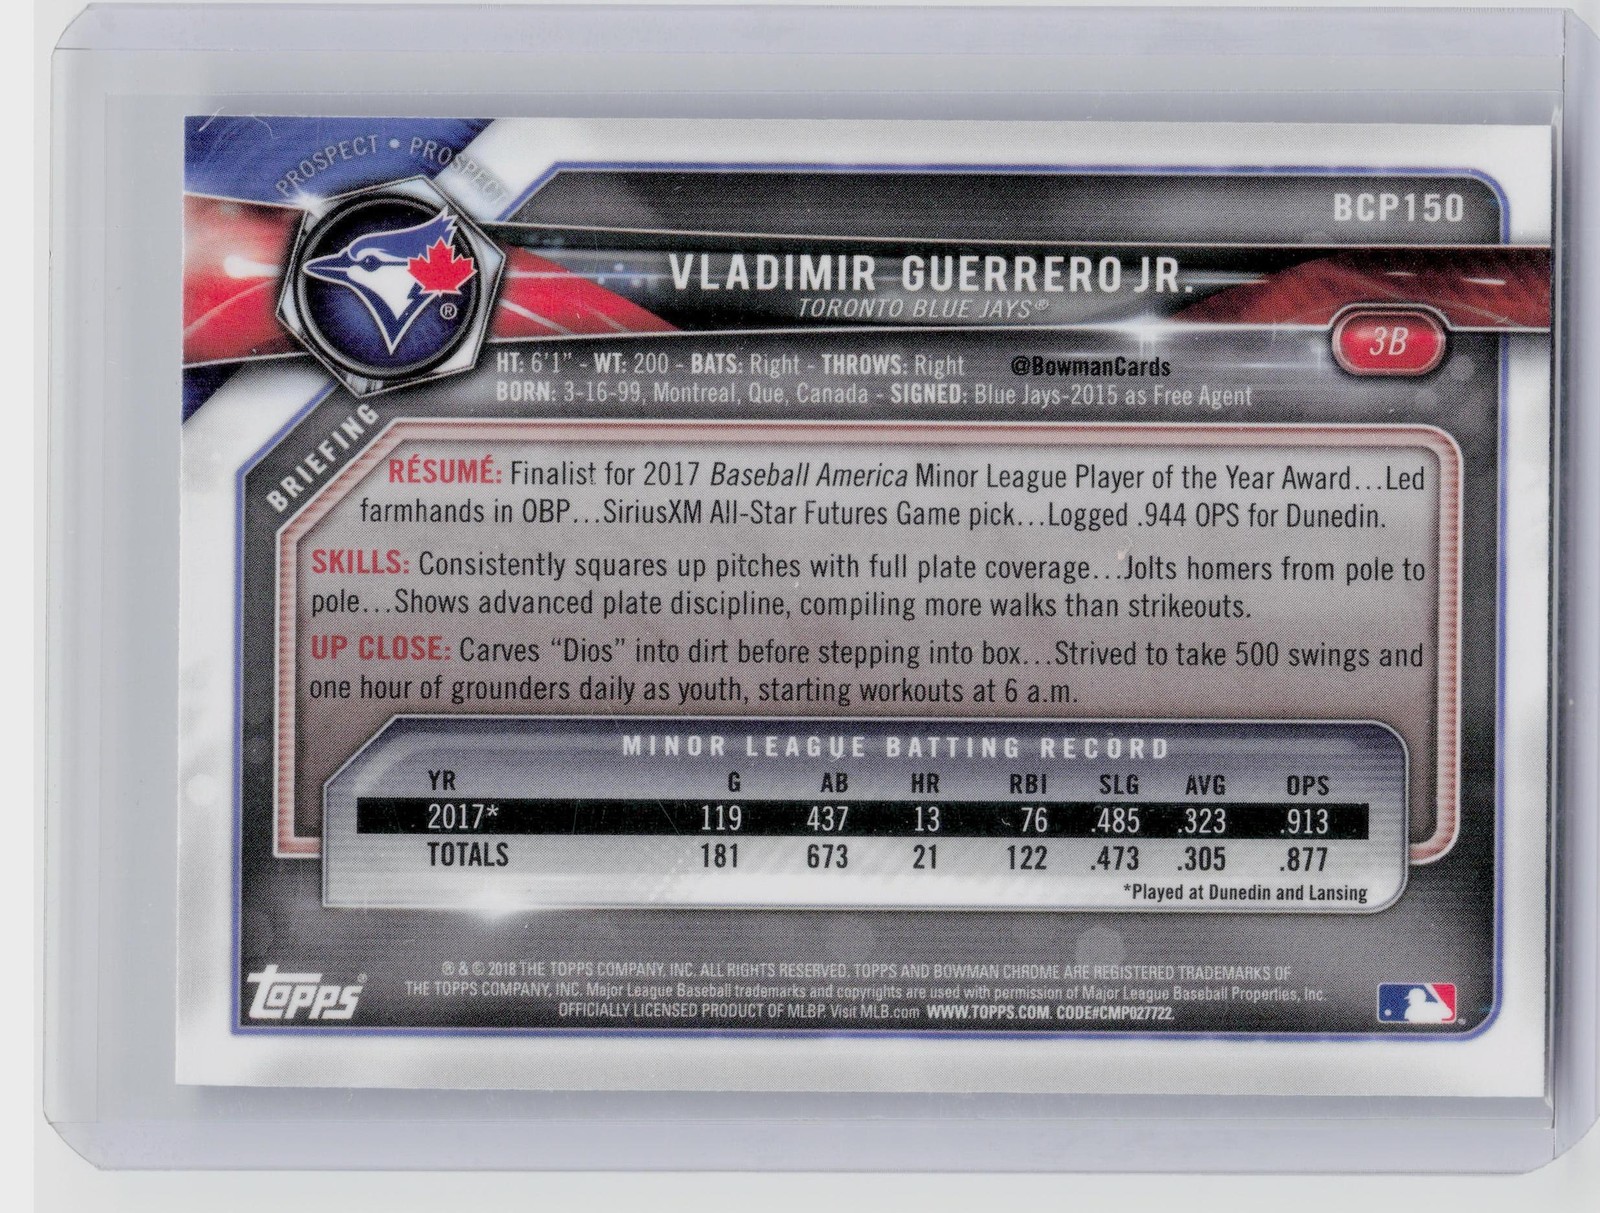 PROSPECT • PROSPECT
BCP150
VLADIMIR GUERRERO JR.
TORONTO BLUE JAYS®
3B
®
HT: 6'1" - WT: 200 - BATS: Right - THROWS: Right @BowmanCards
BORN: 3-16-99, Montreal, Que, Canada - SIGNED: Blue Jays-2015 as Free Agent
BRIEFING
RÉSUMÉ: Finalist for 2017 Baseball America Minor League Player of the Year Award...Led
farmhands in OBP...SiriusXM All-Star Futures Game pick...Logged .944 OPS for Dunedin.
SKILLS: Consistently squares up pitches with full plate coverage...Jolts homers from pole to
pole...Shows advanced plate discipline, compiling more walks than strikeouts.
UP CLOSE: Carves “Dios” into dirt before stepping into box...Strived to take 500 swings and
one hour of grounders daily as youth, starting workouts at 6 a.m.
MINOR LEAGUE BATTING RECORD
YR G AB HR RBI SLG AVG OPS
2017* 119 437 13 76 .485 .323 .913
TOTALS 181 673 21 122 .473 .305 .877
*Played at Dunedin and Lansing
topps®
® & © 2018 THE TOPPS COMPANY, INC. ALL RIGHTS RESERVED. TOPPS AND BOWMAN CHROME ARE REGISTERED TRADEMARKS OF
THE TOPPS COMPANY, INC. Major League Baseball trademarks and copyrights are used with permission of Major League Baseball Properties, Inc.
OFFICIALLY LICENSED PRODUCT OF MLBP. Visit MLB.com WWW.TOPPS.COM. CODE#CMP027722